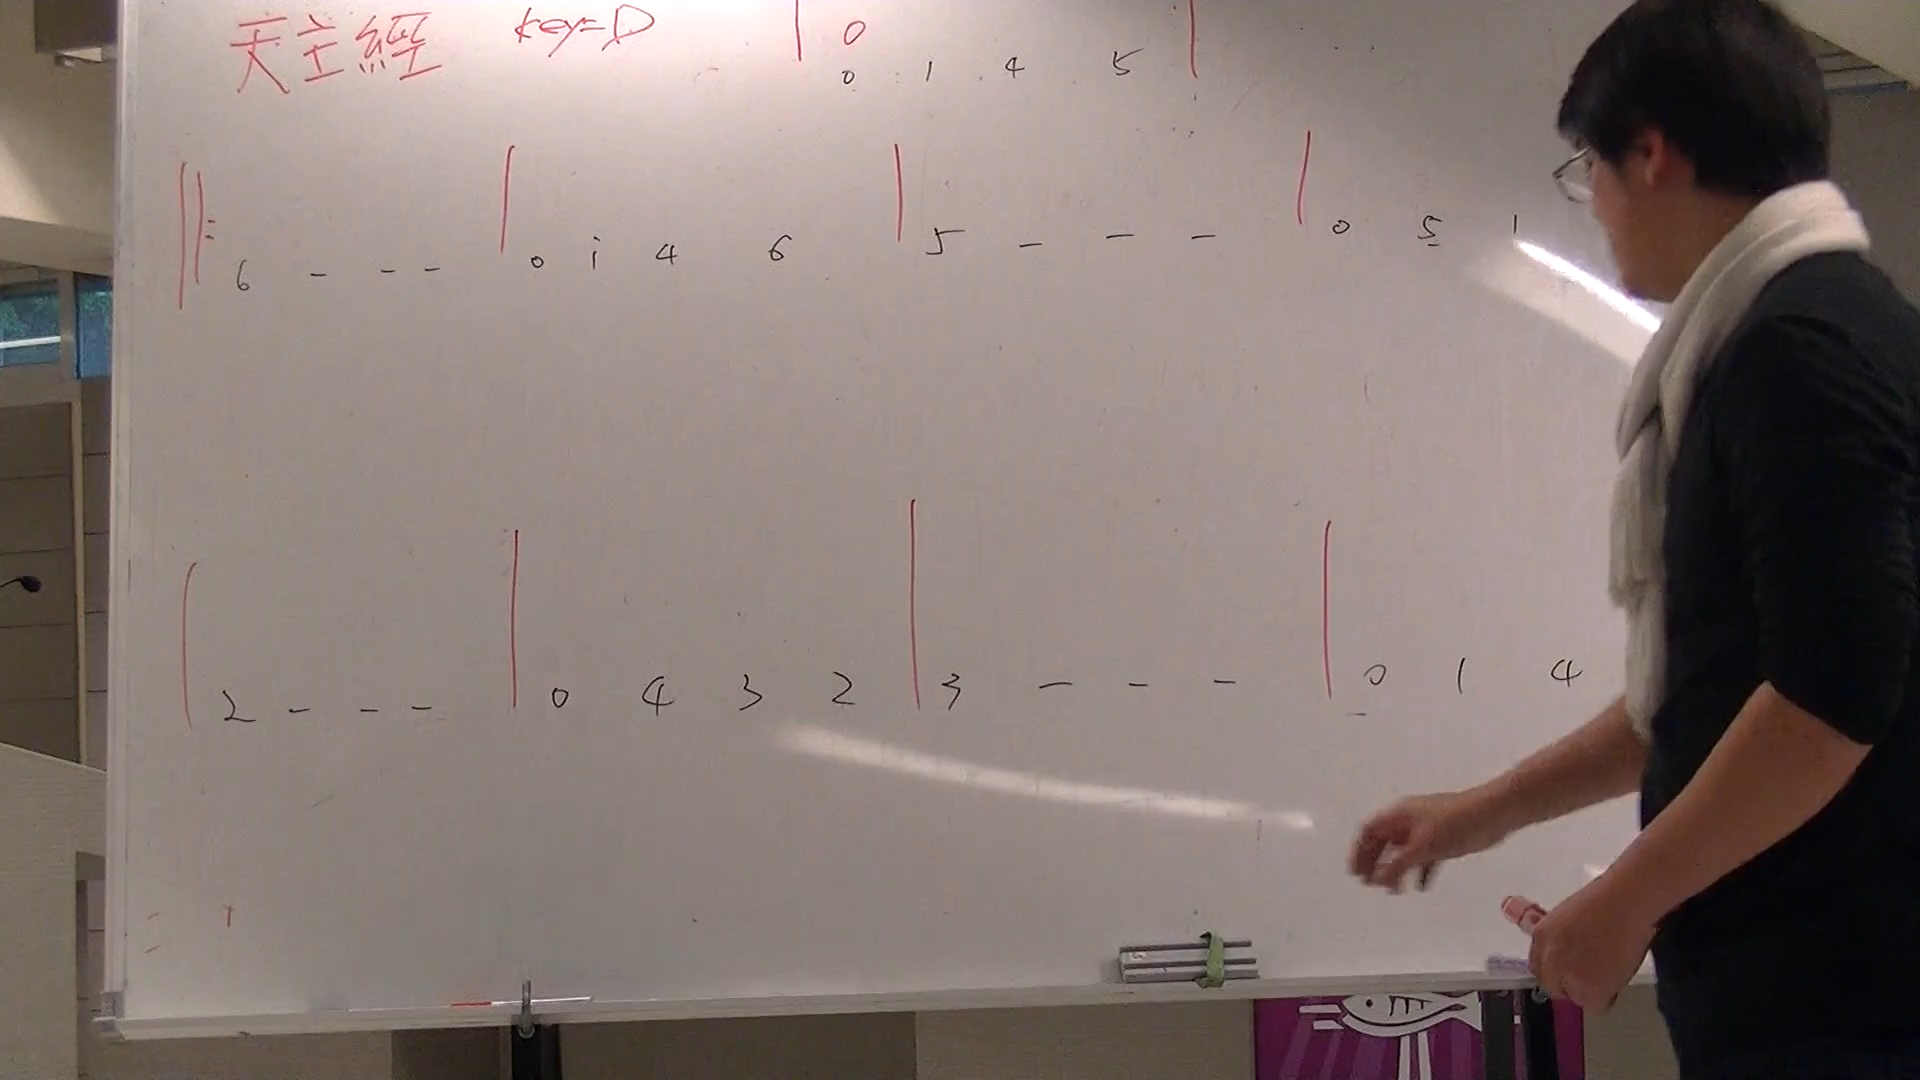 天主經 key=D | 0
0 1 4 5 |
‖: 6 - - - | 0 i 4 6 | 5 - - - | 0 5 1
| 2 - - - | 0 4 3 2 | 3 - - - | 0 1 4